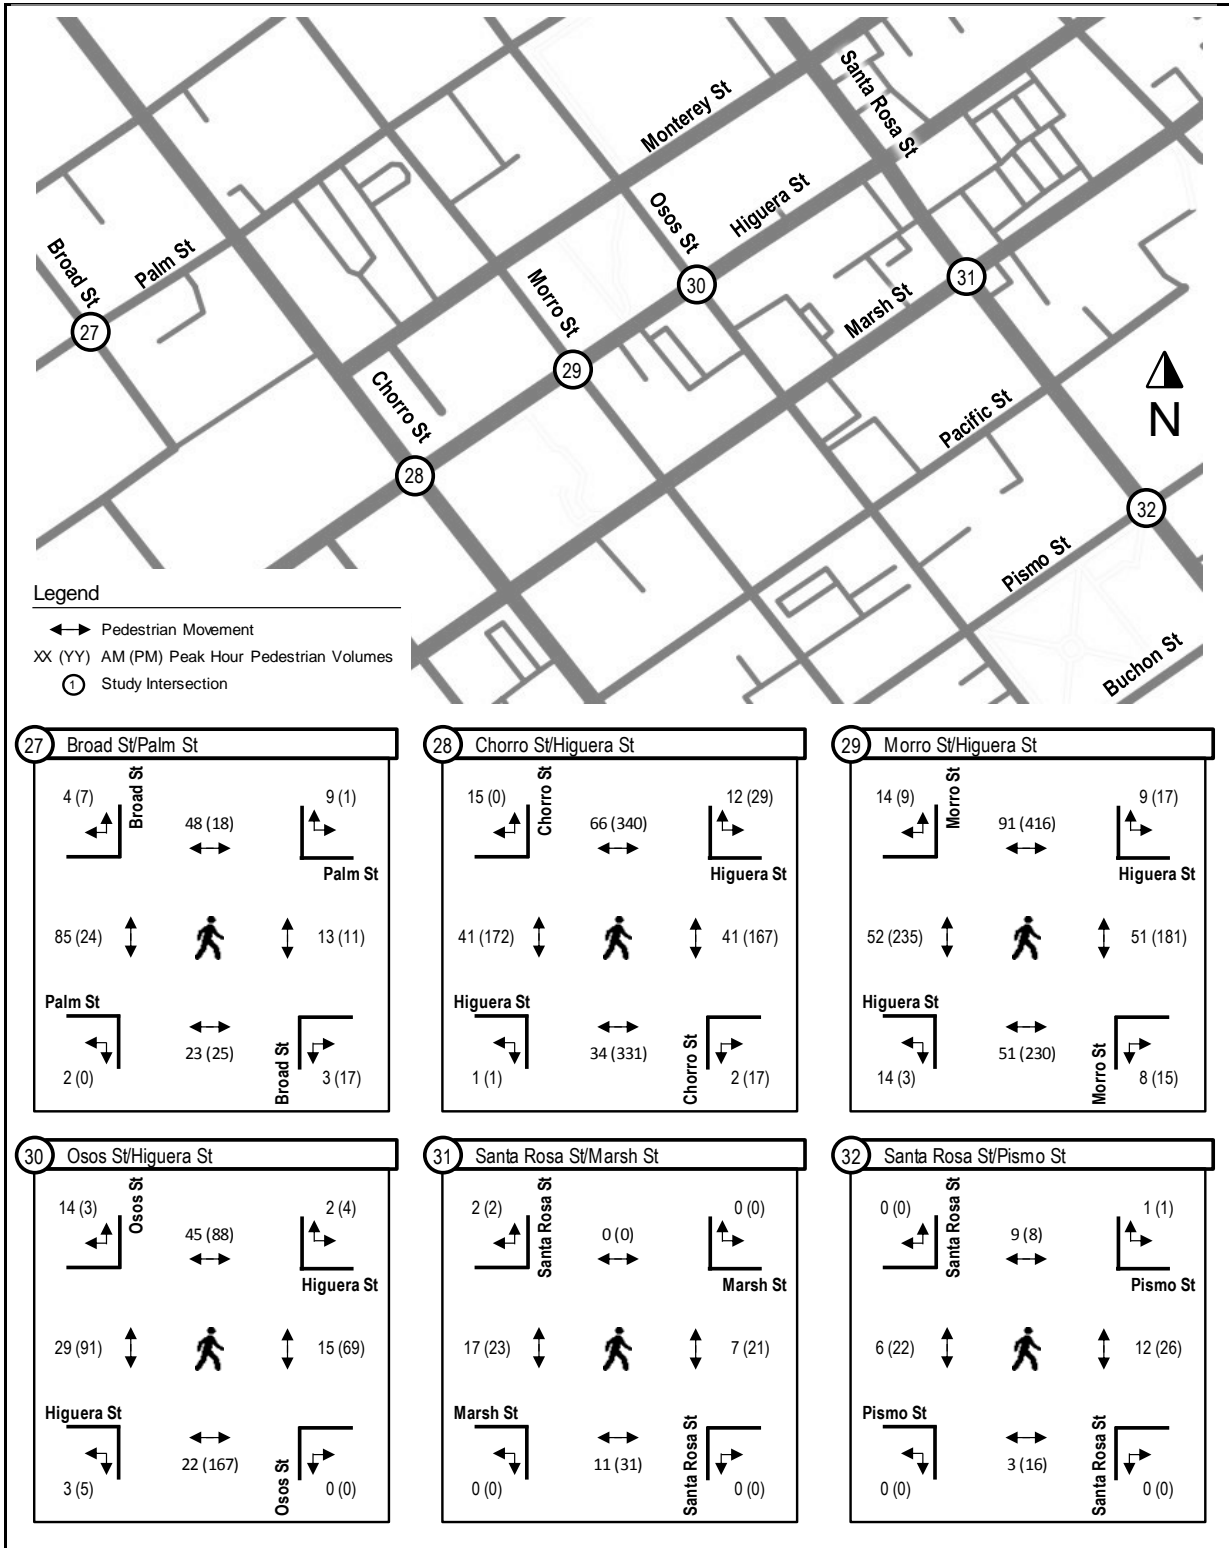 Monterey St
Santa Rosa St
Higuera St
Osos St
Broad St
Palm St
Morro St
Marsh St
Chorro St
Pacific St
Pismo St
Buchon St
27
28
29
30
31
32
N
Legend
Pedestrian Movement
XX (YY) AM (PM) Peak Hour Pedestrian Volumes
1 Study Intersection
27 Broad St/Palm St
4 (7)
Broad St
48 (18)
9 (1)
Palm St
85 (24)
13 (11)
Palm St
23 (25)
Broad St
2 (0)
3 (17)
28 Chorro St/Higuera St
15 (0)
Chorro St
66 (340)
12 (29)
Higuera St
41 (172)
41 (167)
Higuera St
34 (331)
Chorro St
1 (1)
2 (17)
29 Morro St/Higuera St
14 (9)
Morro St
91 (416)
9 (17)
Higuera St
52 (235)
51 (181)
Higuera St
51 (230)
Morro St
14 (3)
8 (15)
30 Osos St/Higuera St
14 (3)
Osos St
45 (88)
2 (4)
Higuera St
29 (91)
15 (69)
Higuera St
22 (167)
Osos St
3 (5)
0 (0)
31 Santa Rosa St/Marsh St
2 (2)
Santa Rosa St
0 (0)
0 (0)
Marsh St
17 (23)
7 (21)
Marsh St
11 (31)
Santa Rosa St
0 (0)
0 (0)
32 Santa Rosa St/Pismo St
0 (0)
Santa Rosa St
9 (8)
1 (1)
Pismo St
6 (22)
12 (26)
Pismo St
3 (16)
Santa Rosa St
0 (0)
0 (0)